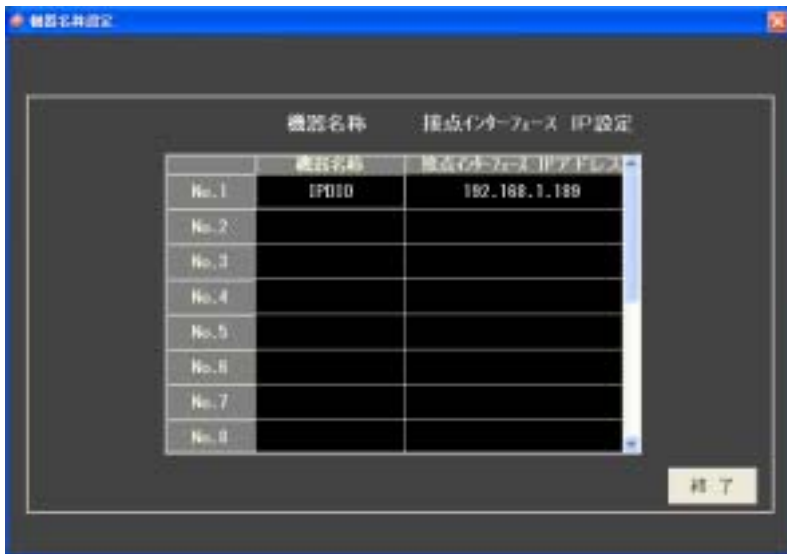 機器名称設定
機器名称 接点インターフェース IP設定
機器名称 接点インターフェース IPアドレス
No.1 IPDIO 192.168.1.189
No.2
No.3
No.4
No.5
No.6
No.7
No.8
終 了